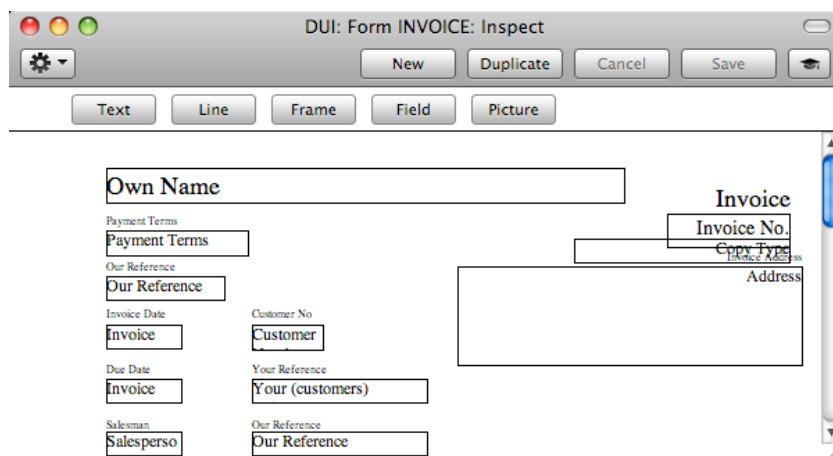 DUI: Form INVOICE: Inspect
New Duplicate Cancel Save
Text Line Frame Field Picture
Own Name
Invoice
Payment Terms
Invoice No.
Payment Terms
Copy Type
Invoice Address
Our Reference
Address
Our Reference
Invoice Date Customer No
Invoice Customer
Due Date Your Reference
Invoice Your (customers)
Salesman Our Reference
Salesperso Our Reference